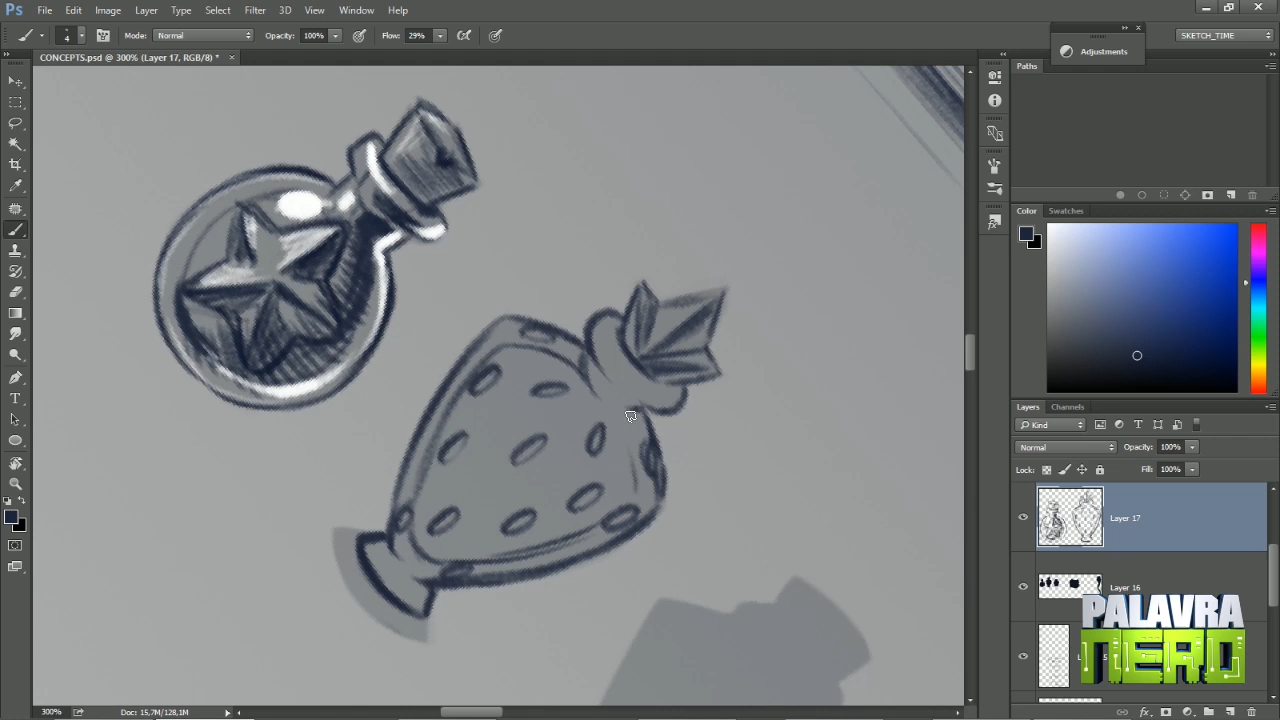 Ps File Edit Image Layer Type Select Filter 3D View Window Help
4 Mode: Normal Opacity: 100% Flow: 29% SKETCH_TIME
Adjustments
CONCEPTS.psd @ 300% (Layer 17, RGB/8) * ×
Paths
Color Swatches
Layers Channels
Kind
Normal Opacity: 100%
Lock: Fill: 100%
Layer 17
Layer 16
PALAVRA
NERD
300% Doc: 15,7M/128,1M